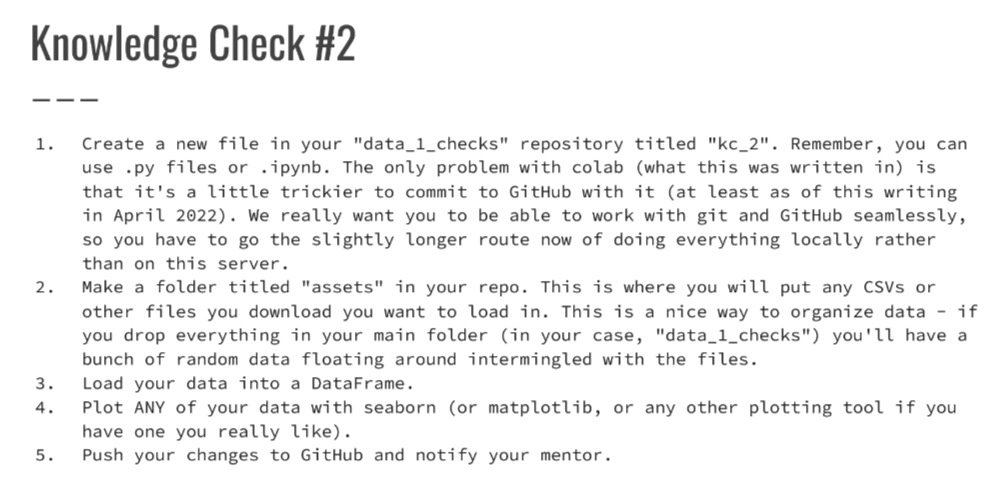 Knowledge Check #2
———
1. Create a new file in your "data_1_checks" repository titled "kc_2". Remember, you can
use .py files or .ipynb. The only problem with colab (what this was written in) is
that it's a little trickier to commit to GitHub with it (at least as of this writing
in April 2022). We really want you to be able to work with git and GitHub seamlessly,
so you have to go the slightly longer route now of doing everything locally rather
than on this server.
2. Make a folder titled "assets" in your repo. This is where you will put any CSVs or
other files you download you want to load in. This is a nice way to organize data - if
you drop everything in your main folder (in your case, "data_1_checks") you'll have a
bunch of random data floating around intermingled with the files.
3. Load your data into a DataFrame.
4. Plot ANY of your data with seaborn (or matplotlib, or any other plotting tool if you
have one you really like).
5. Push your changes to GitHub and notify your mentor.